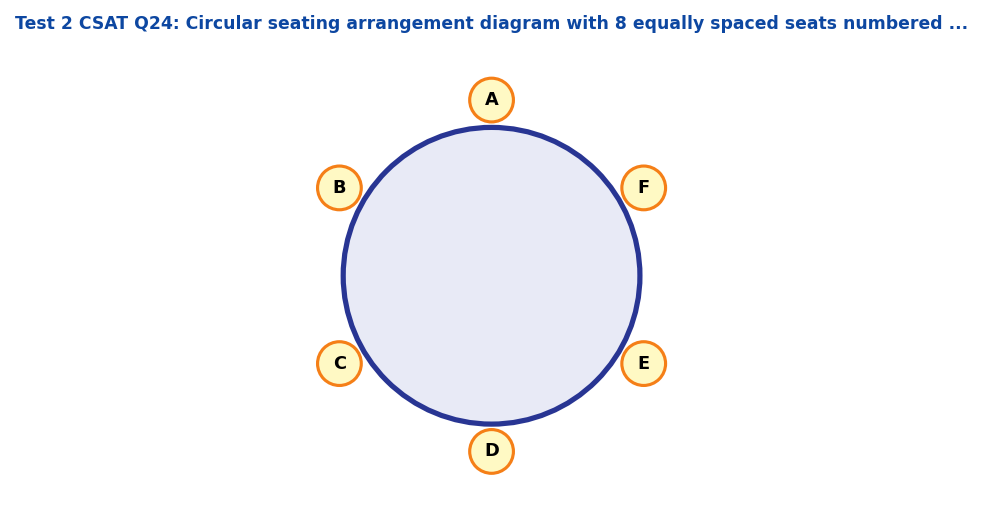 Test 2 CSAT Q24: Circular seating arrangement diagram with 8 equally spaced seats numbered ...
A
B
F
C
E
D